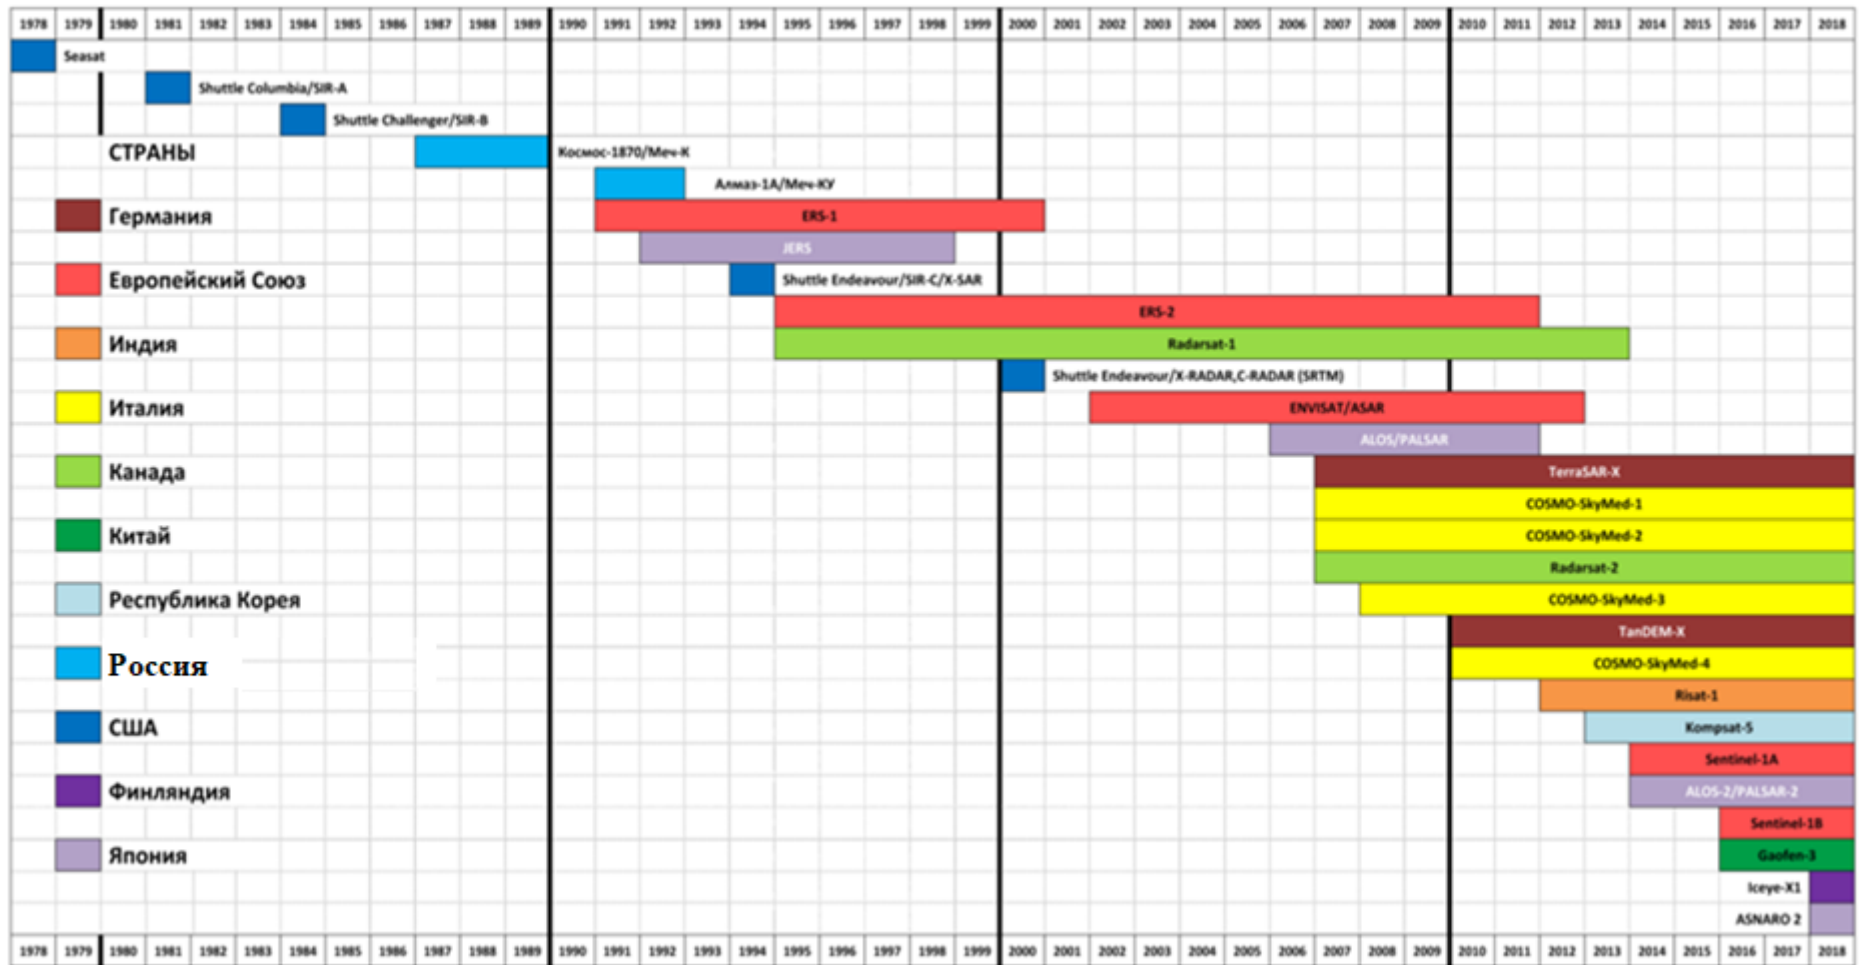 1978 1979 1980 1981 1982 1983 1984 1985 1986 1987 1988 1989 1990 1991 1992 1993 1994 1995 1996 1997 1998 1999 2000 2001 2002 2003 2004 2005 2006 2007 2008 2009 2010 2011 2012 2013 2014 2015 2016 2017 2018
Seasat
Shuttle Columbia/SIR-A
Shuttle Challenger/SIR-B
СТРАНЫ Космос-1870/Меч-К
Алмаз-1А/Меч-КУ
Германия ERS-1
JERS
Европейский Союз Shuttle Endeavour/SIR-C/X-SAR
ERS-2
Индия Radarsat-1
Shuttle Endeavour/X-RADAR,C-RADAR (SRTM)
Италия ENVISAT/ASAR
ALOS/PALSAR
Канада TerraSAR-X
COSMO-SkyMed-1
Китай COSMO-SkyMed-2
Radarsat-2
Республика Корея COSMO-SkyMed-3
TanDEM-X
Россия COSMO-SkyMed-4
Risat-1
США Kompsat-5
Sentinel-1A
Финляндия ALOS-2/PALSAR-2
Sentinel-1B
Япония Gaofen-3
Iceye-X1
ASNARO 2
1978 1979 1980 1981 1982 1983 1984 1985 1986 1987 1988 1989 1990 1991 1992 1993 1994 1995 1996 1997 1998 1999 2000 2001 2002 2003 2004 2005 2006 2007 2008 2009 2010 2011 2012 2013 2014 2015 2016 2017 2018